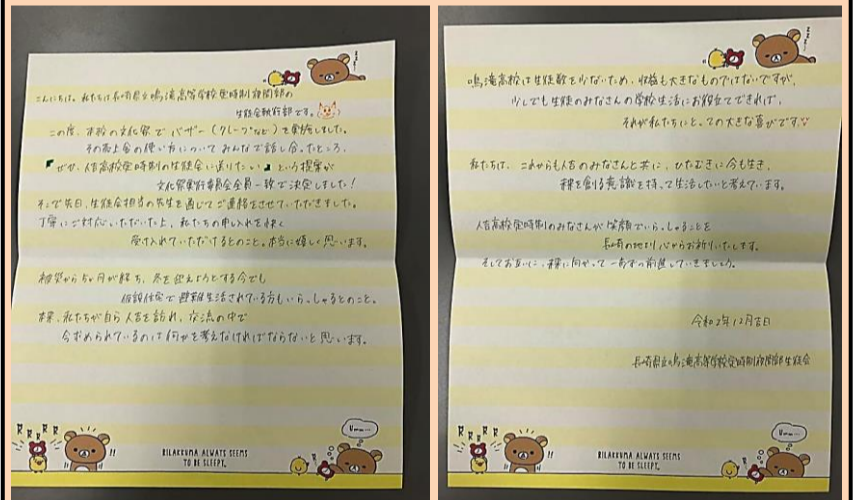 こんにちは。私たちは長崎県立鳴滝高等学校定時制夜間部の
生徒会執行部です。
この度、本校の文化祭で バザー(クレープなど)を実施しました。
その売上金の使い方について みんなで話し合ったところ、
『ぜひ、人吉高校定時制の生徒会に送りたい』という提案が
文化祭実行委員会全員一致で決定しました!
そこで先日、生徒会担当の先生を通じてご連絡をさせていただきました。
丁寧にご対応いただいた上、私たちの申し入れを快く
受け入れていただけるとのこと。本当に嬉しく思います。
被災から5ヶ月が経ち、冬を迎えようとする今でも
仮設住宅で避難生活されている方もいらっしゃるとのこと。
本来、私たちが自ら人吉を訪れ、交流の中で
今求められているのは何かを考えなければならないと思います。
RILAKKUMA ALWAYS SEEMS
TO BE SLEEPY.
Umm...
zzz...
鳴滝高校は生徒数も少ないため、収益も大きなものではないですが、
少しでも生徒のみなさんの学校生活にお役立てできれば、
それが私たちにとっての大きな喜びです。
私たちは、これからも人吉のみなさんと共に、ひたむきに今を生き、
未来を創る意識を持って生活したいと考えています。
人吉高校定時制のみなさんが笑顔でいらっしゃることを
長崎の地より心からお祈りいたします。
そしてお互いに、未来に向かって一歩ずつ前進していきましょう。
令和2年12月吉日
長崎県立鳴滝高等学校定時制夜間部生徒会
RILAKKUMA ALWAYS SEEMS
TO BE SLEEPY.
Umm...